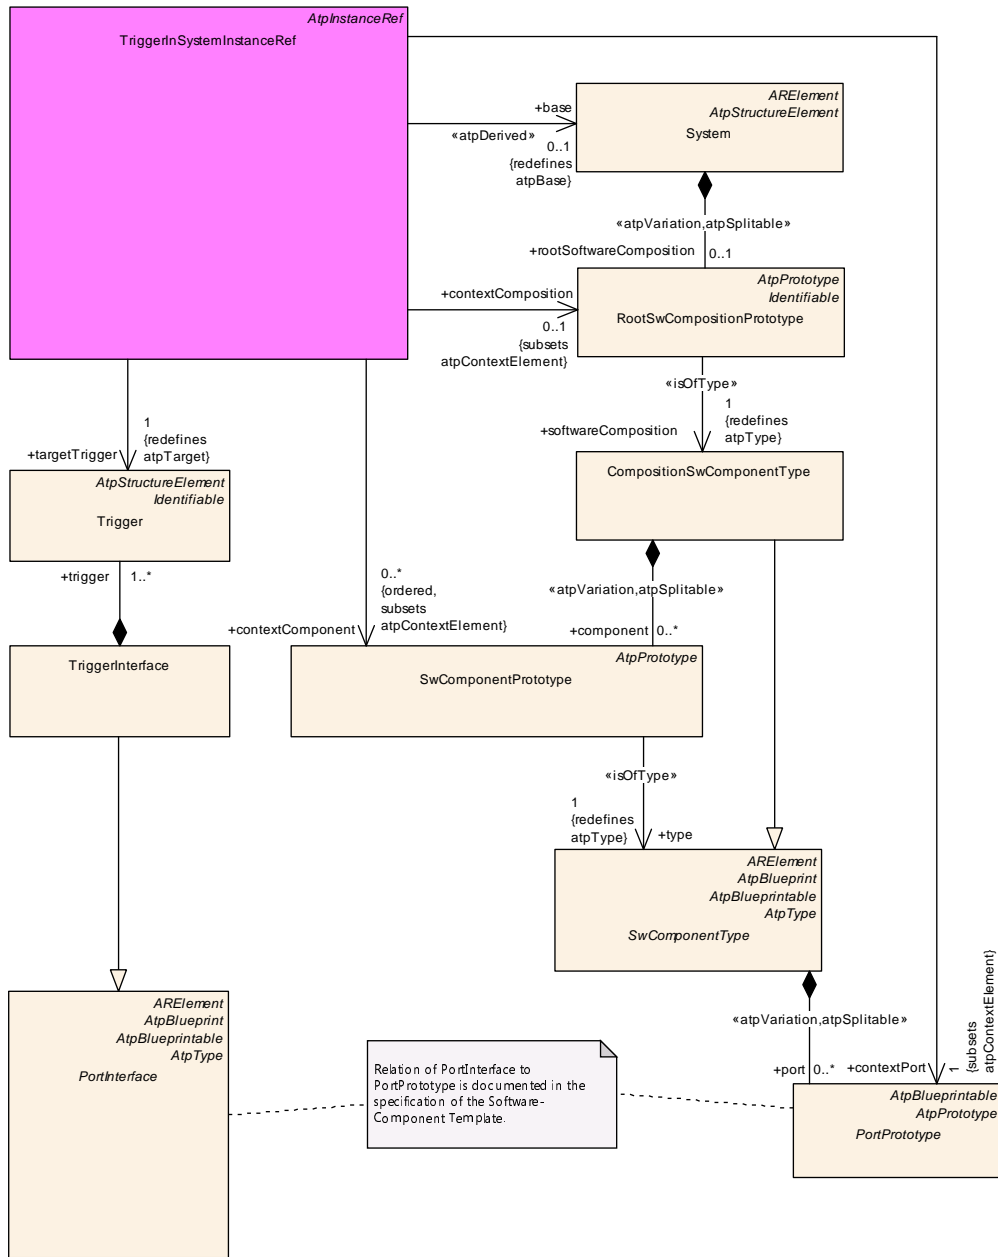 AtpInstanceRef
TriggerInSystemInstanceRef
+base
«atpDerived»
0..1
{redefines
atpBase}
ARElement
AtpStructureElement
System
«atpVariation,atpSplitable»
+rootSoftwareComposition
0..1
+contextComposition
0..1
{subsets
atpContextElement}
AtpPrototype
Identifiable
RootSwCompositionPrototype
«isOfType»
1
{redefines
atpType}
+softwareComposition
1
{redefines
atpTarget}
+targetTrigger
AtpStructureElement
Identifiable
Trigger
CompositionSwComponentType
+trigger
1..*
0..*
{ordered,
subsets
atpContextElement}
+contextComponent
«atpVariation,atpSplitable»
+component
0..*
TriggerInterface
AtpPrototype
SwComponentPrototype
«isOfType»
1
{redefines
atpType}
+type
ARElement
AtpBlueprint
AtpBlueprintable
AtpType
SwComponentType
«atpVariation,atpSplitable»
+port
0..*
+contextPort
1
{subsets
atpContextElement}
ARElement
AtpBlueprint
AtpBlueprintable
AtpType
PortInterface
Relation of PortInterface to
PortPrototype is documented in the
specification of the Software-
Component Template.
AtpBlueprintable
AtpPrototype
PortPrototype